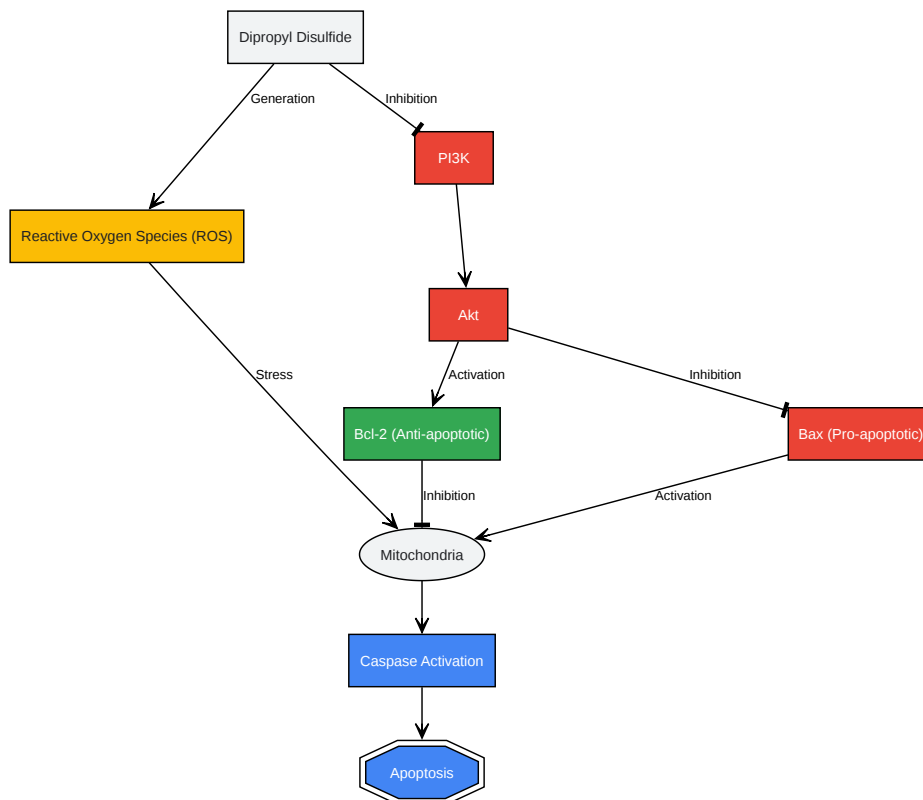 Dipropyl Disulfide
Generation
Inhibition
PI3K
Reactive Oxygen Species (ROS)
Akt
Stress
Activation
Inhibition
Bcl-2 (Anti-apoptotic)
Bax (Pro-apoptotic)
Inhibition
Activation
Mitochondria
Caspase Activation
Apoptosis